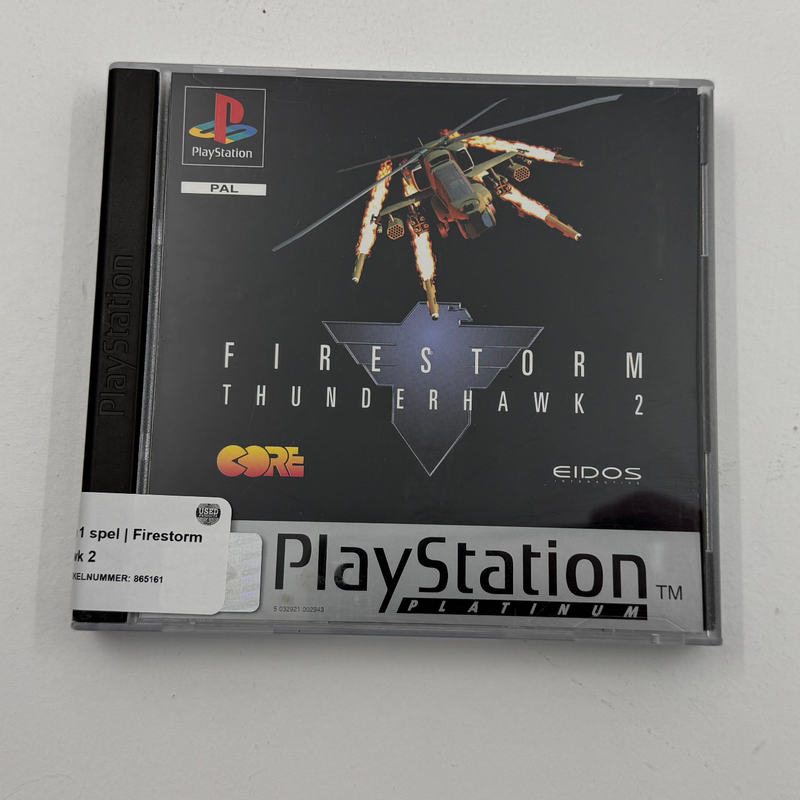 PlayStation
PAL
PlayStation
FIRESTORM
THUNDERHAWK 2
CORE
EIDOS
INTERACTIVE
USED
1 spel | Firestorm
wk 2
KELNUMMER: 865161
PlayStation TM
PLATINUM
5 032921 002943